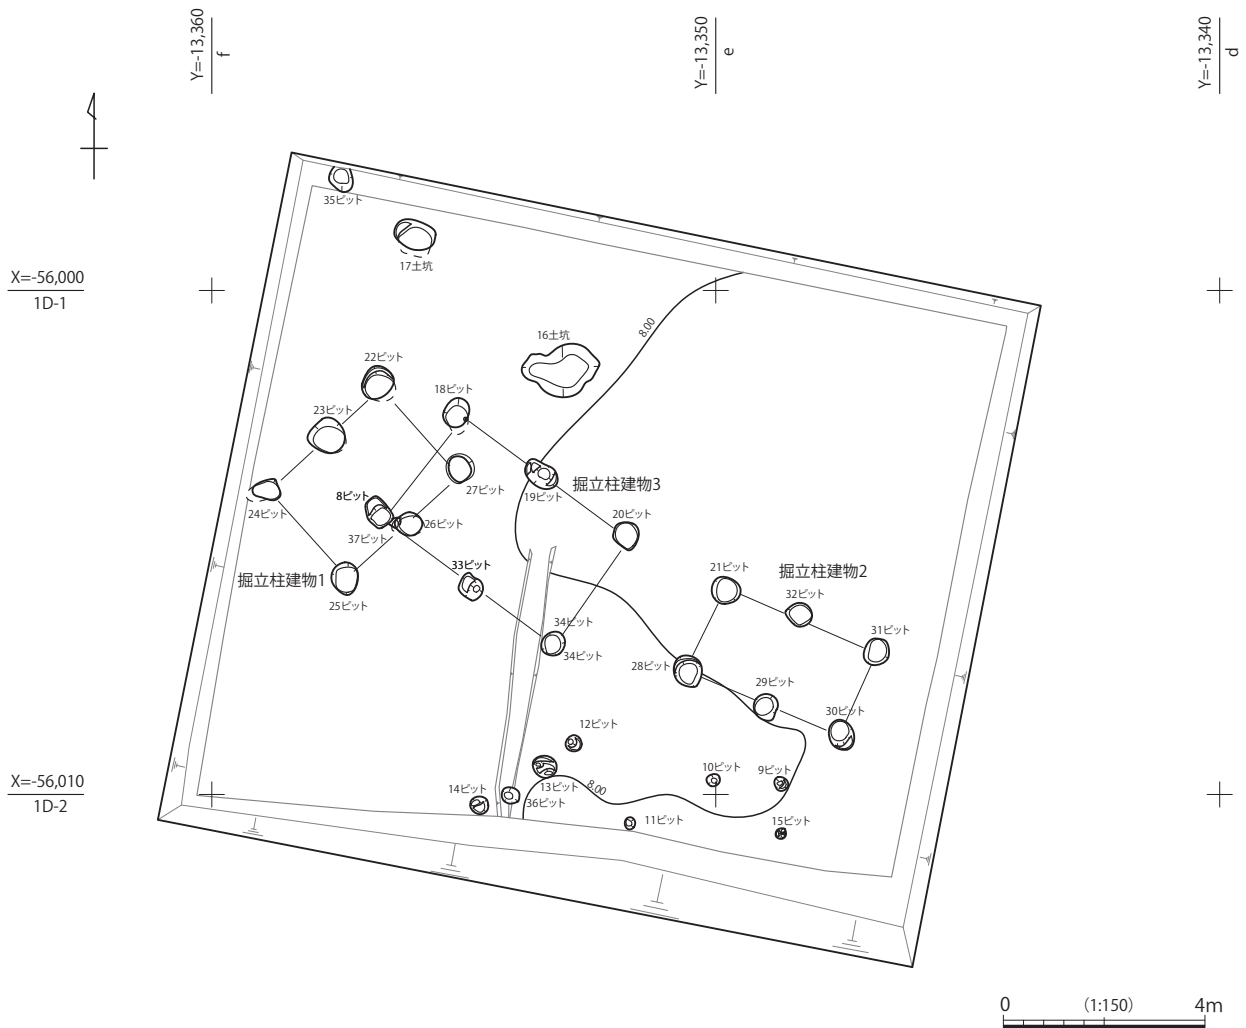 Y=-13,360
f
Y=-13,350
e
Y=-13,340
d
35ピット
17土坑
X=-56,000
1D-1
8.00
16土坑
22ピット
18ピット
23ピット
掘立柱建物3
19ピット
27ピット
8ピット
24ピット
20ピット
26ピット
37ピット
33ピット
21ピット
掘立柱建物2
掘立柱建物1
32ピット
25ピット
34ピット
31ピット
34ピット
28ピット
29ピット
30ピット
12ピット
10ピット
9ピット
X=-56,010
1D-2
14ピット
13ピット
8.00
36ピット
11ピット
15ピット
0 (1:150) 4m